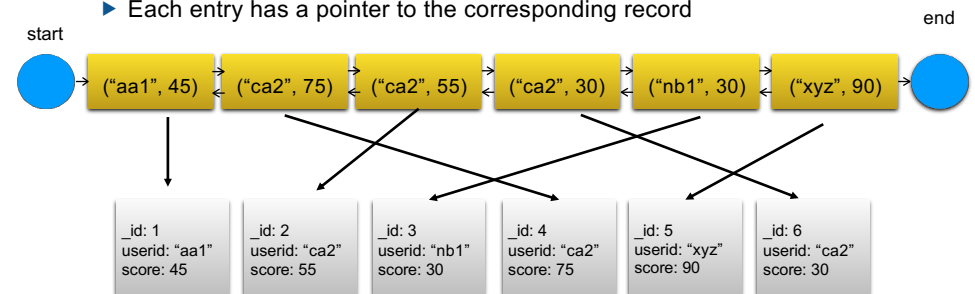 ▶ Each entry has a pointer to the corresponding record
start
end
(“aa1”, 45)
(“ca2”, 75)
(“ca2”, 55)
(“ca2”, 30)
(“nb1”, 30)
(“xyz”, 90)
_id: 1
userid: “aa1”
score: 45
_id: 2
userid: “ca2”
score: 55
_id: 3
userid: “nb1”
score: 30
_id: 4
userid: “ca2”
score: 75
_id: 5
userid: “xyz”
score: 90
_id: 6
userid: “ca2”
score: 30